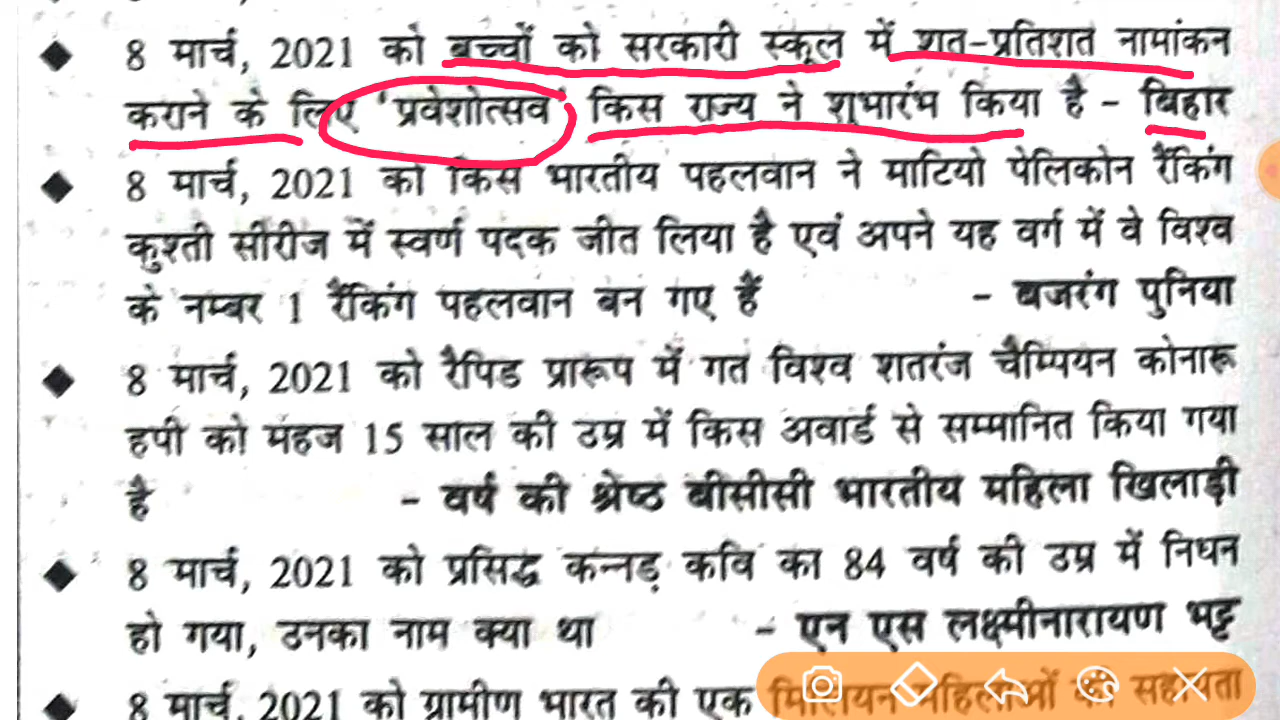 ◆ 8 मार्च, 2021 को बच्चों को सरकारी स्कूल में शत-प्रतिशत नामांकन
कराने के लिए 'प्रवेशोत्सव' किस राज्य ने शुभारंभ किया है - बिहार
◆ 8 मार्च, 2021 को किस भारतीय पहलवान ने माटियो पेलिकोन रैंकिंग
कुश्ती सीरीज में स्वर्ण पदक जीत लिया है एवं अपने यह वर्ग में वे विश्व
के नम्बर 1 रैंकिंग पहलवान बन गए हैं - बजरंग पुनिया
◆ 8 मार्च, 2021 को रैपिड प्रारूप में गत विश्व शतरंज चैम्पियन कोनारू
हपी को महज 15 साल की उम्र में किस अवार्ड से सम्मानित किया गया
है - वर्ष की श्रेष्ठ बीसीसी भारतीय महिला खिलाड़ी
◆ 8 मार्च, 2021 को प्रसिद्ध कन्नड़ कवि का 84 वर्ष की उम्र में निधन
हो गया, उनका नाम क्या था - एन एस लक्ष्मीनारायण भट्ट
◆ 8 मार्च, 2021 को ग्रामीण भारत की एक मिलियन महिलाओं